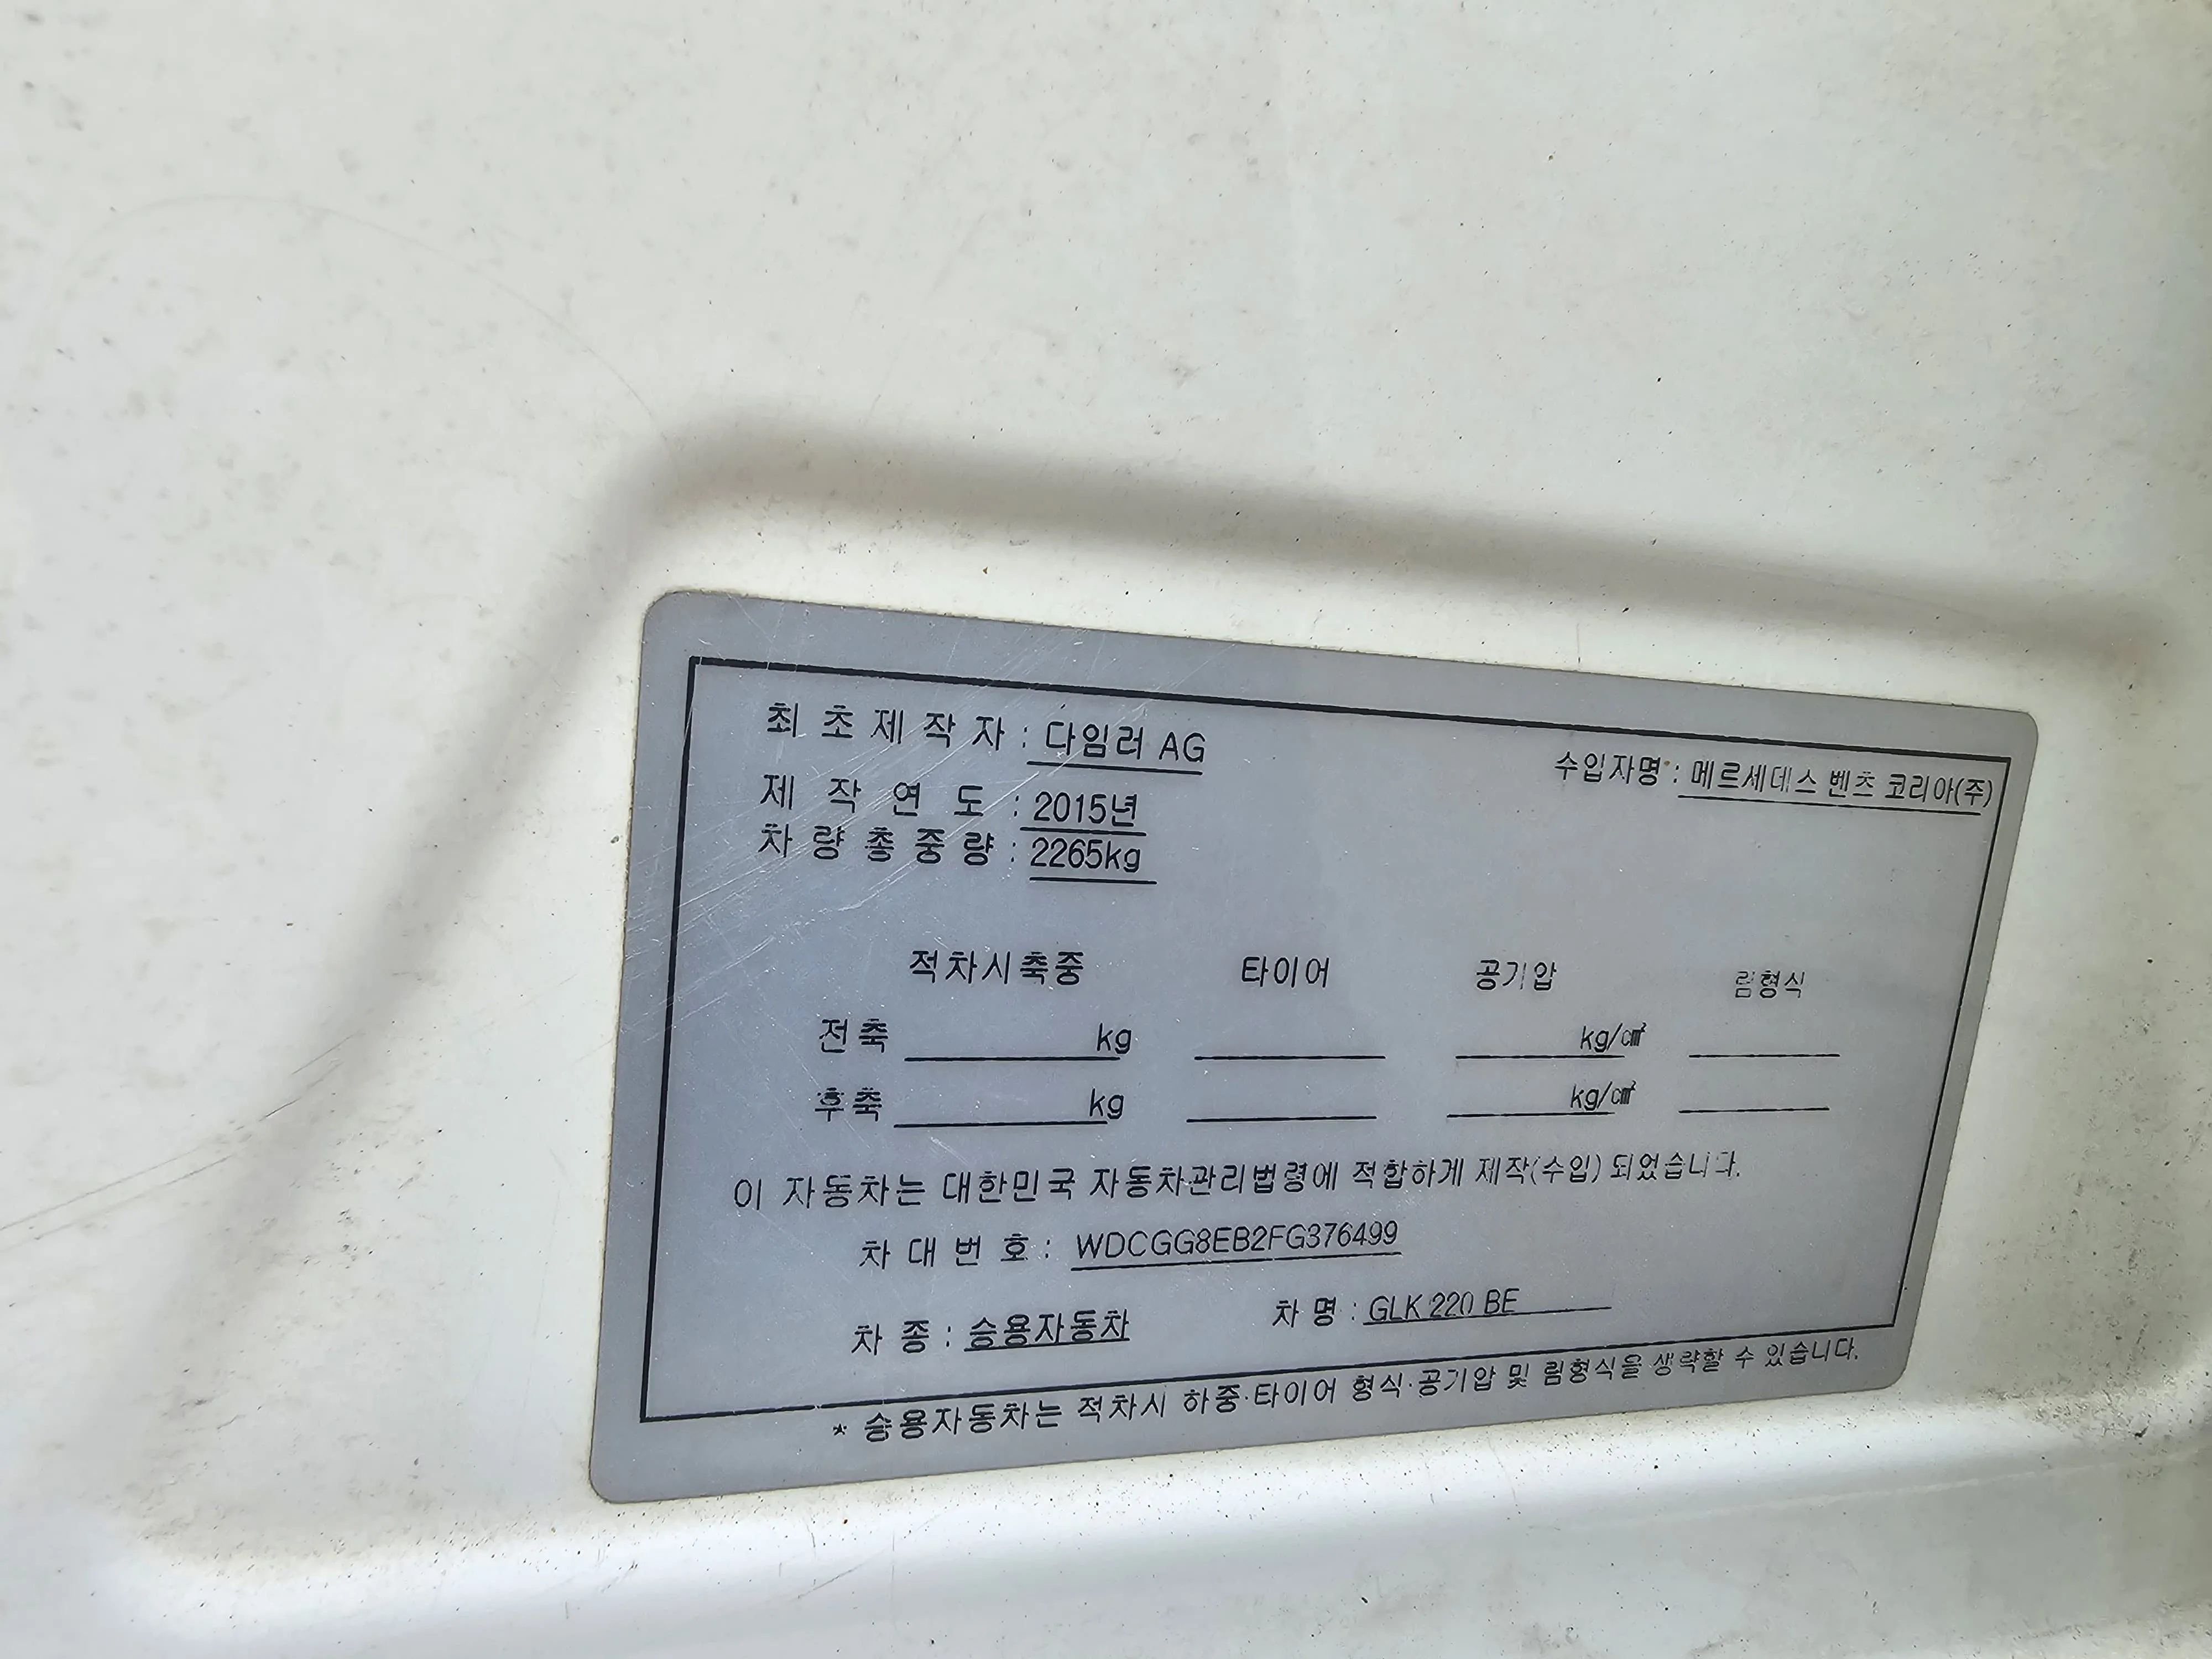 최초제작자 : 다임러 AG
수입자명 : 메르세데스 벤츠 코리아(주)
제작연도 : 2015년
차량총중량 : 2265kg
적차시축중 타이어 공기압 림형식
전축 kg kg/㎠
후축 kg kg/㎠
이 자동차는 대한민국 자동차관리법령에 적합하게 제작(수입) 되었습니다.
차대번호 : WDCGG8EB2FG376499
차종 : 승용자동차 차명 : GLK 220 BE
* 승용자동차는 적차시 하중·타이어 형식·공기압 및 림형식을 생략할 수 있습니다.